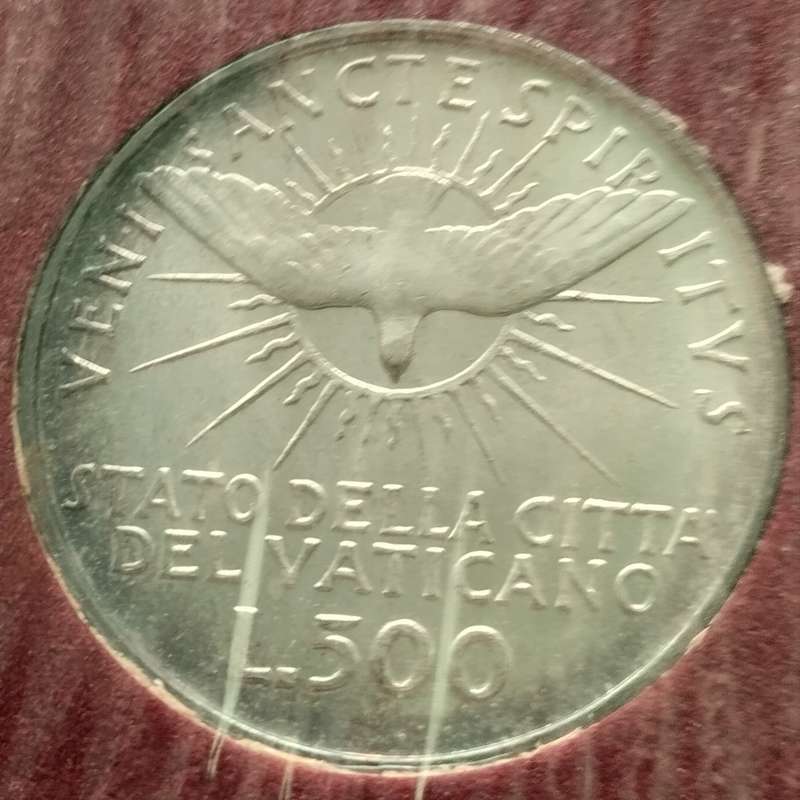 VENI SANCTE SPIRITVS
STATO DELLA CITTA'
DEL VATICANO
L. 500